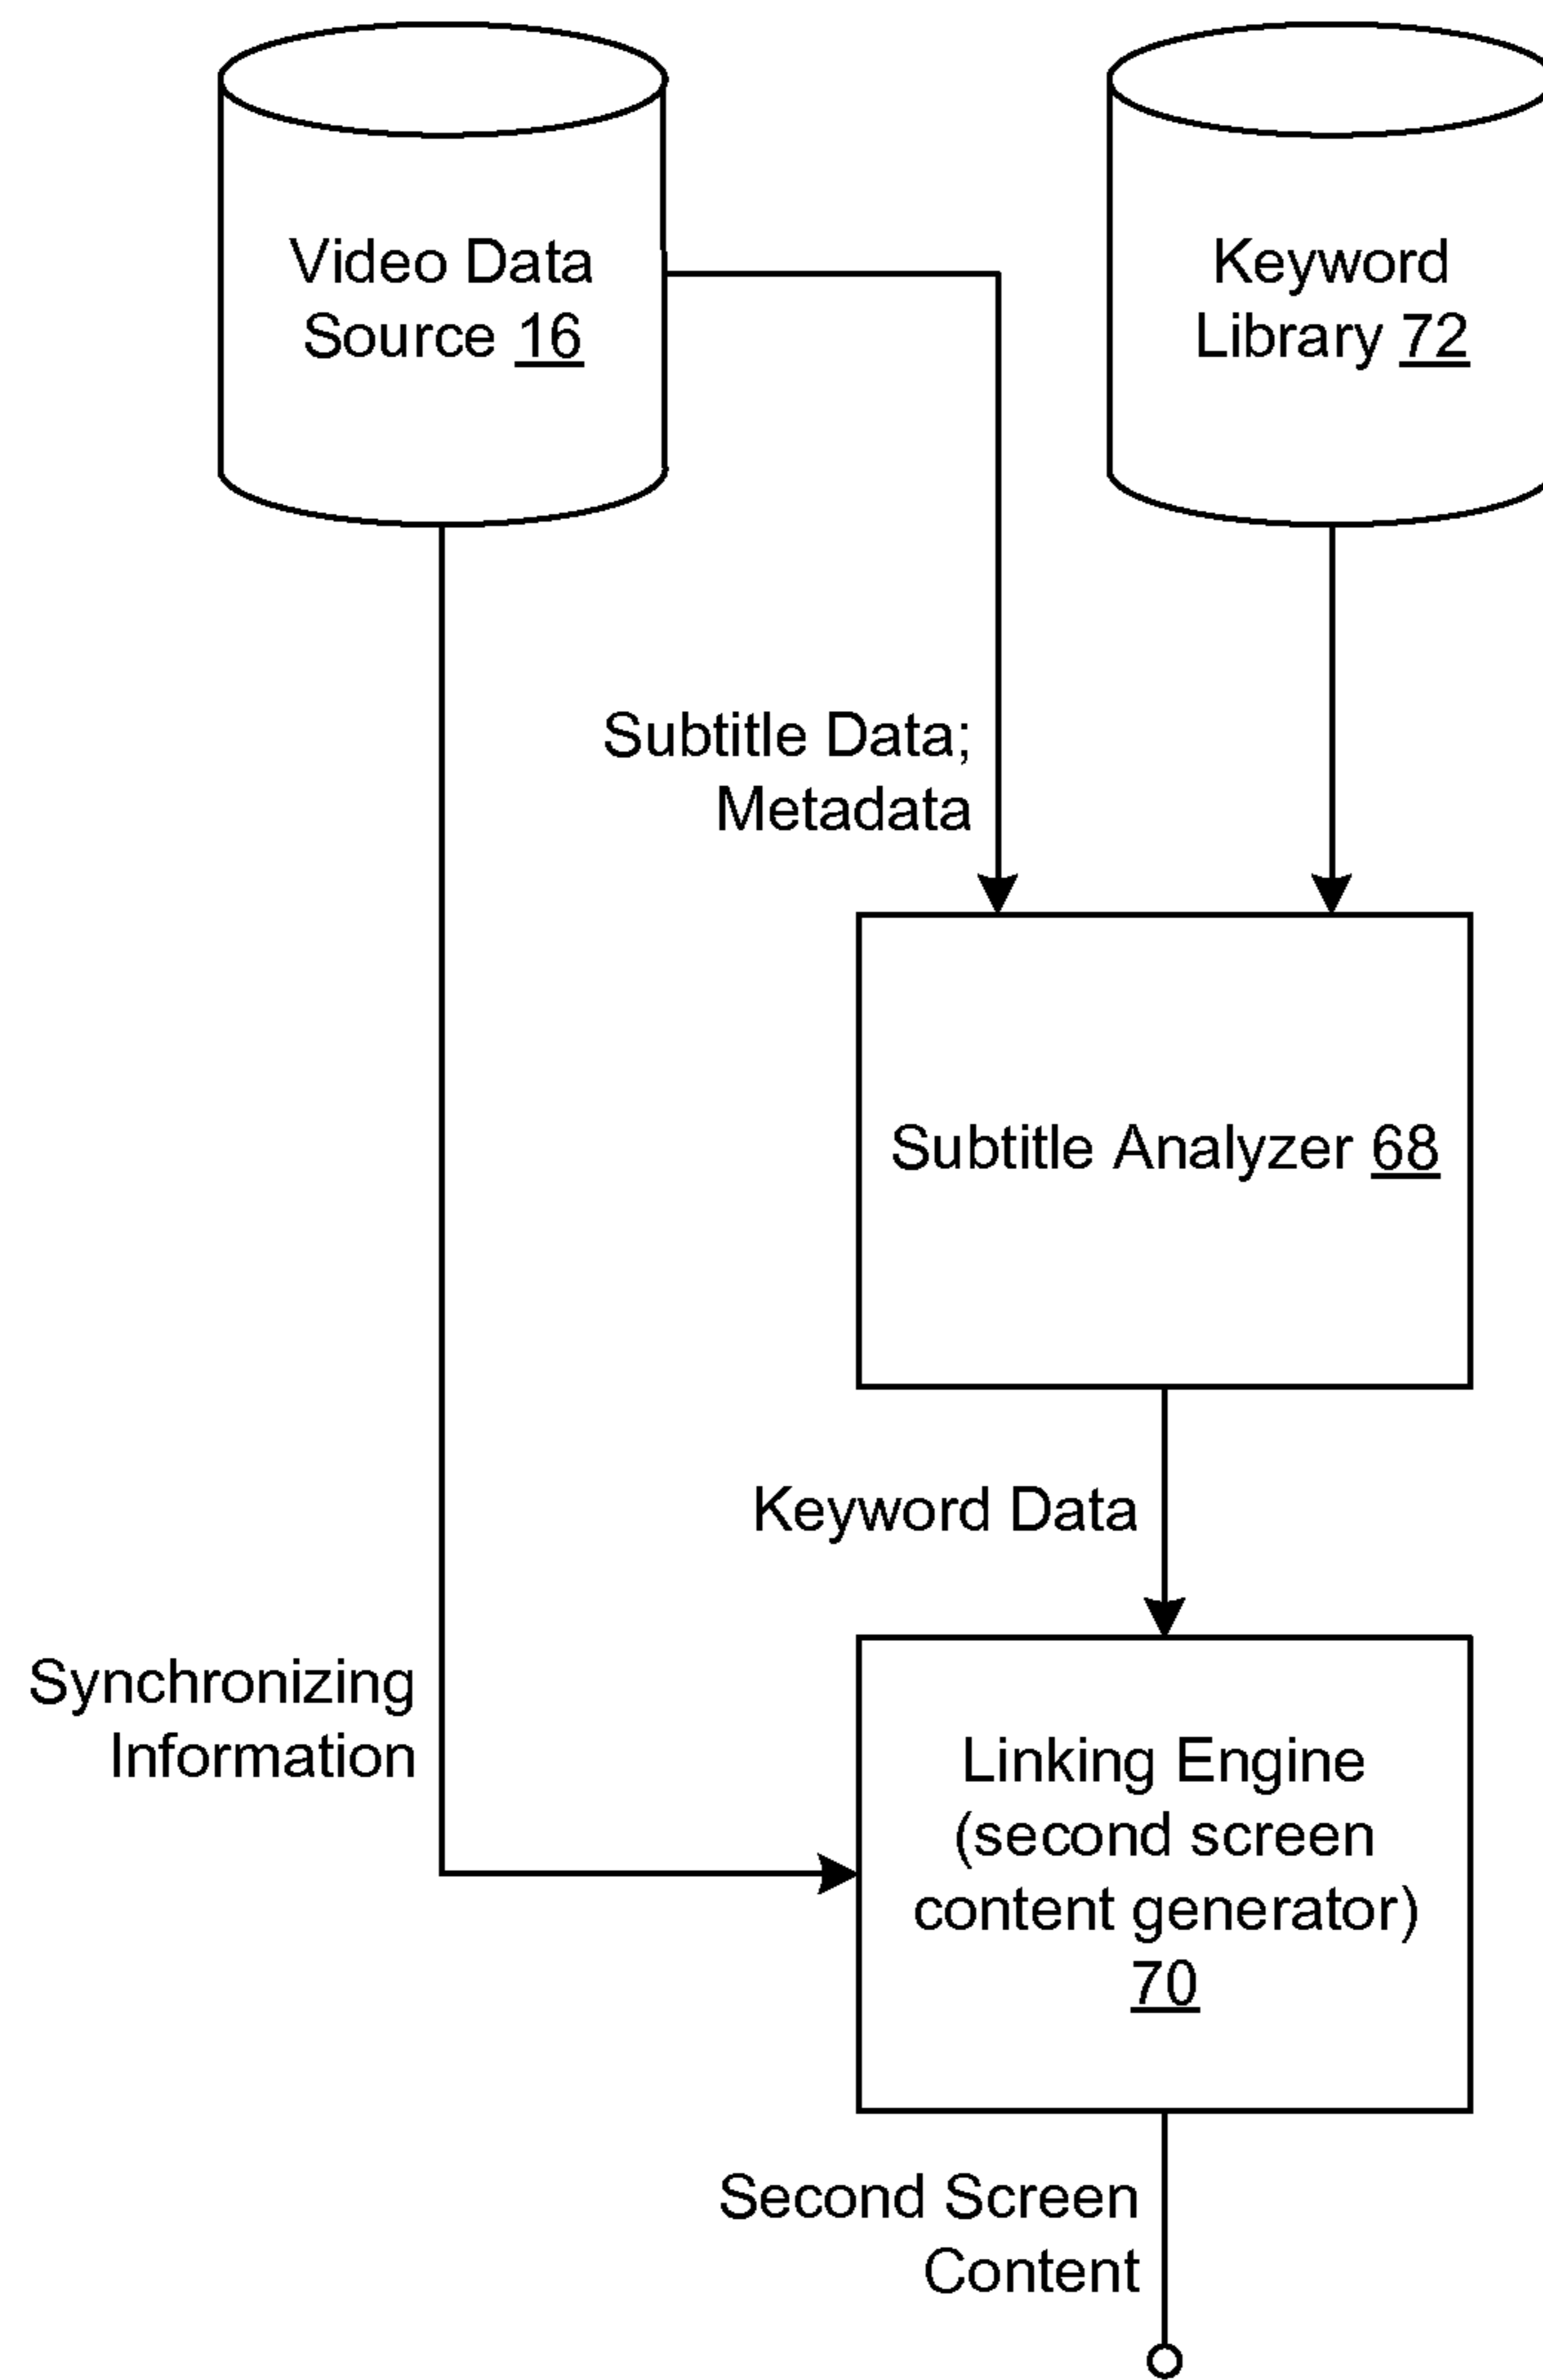 Video Data
Source 16
Keyword
Library 72
Subtitle Data;
Metadata
Subtitle Analyzer 68
Keyword Data
Synchronizing
Information
Linking Engine
(second screen
content generator)
70
Second Screen
Content